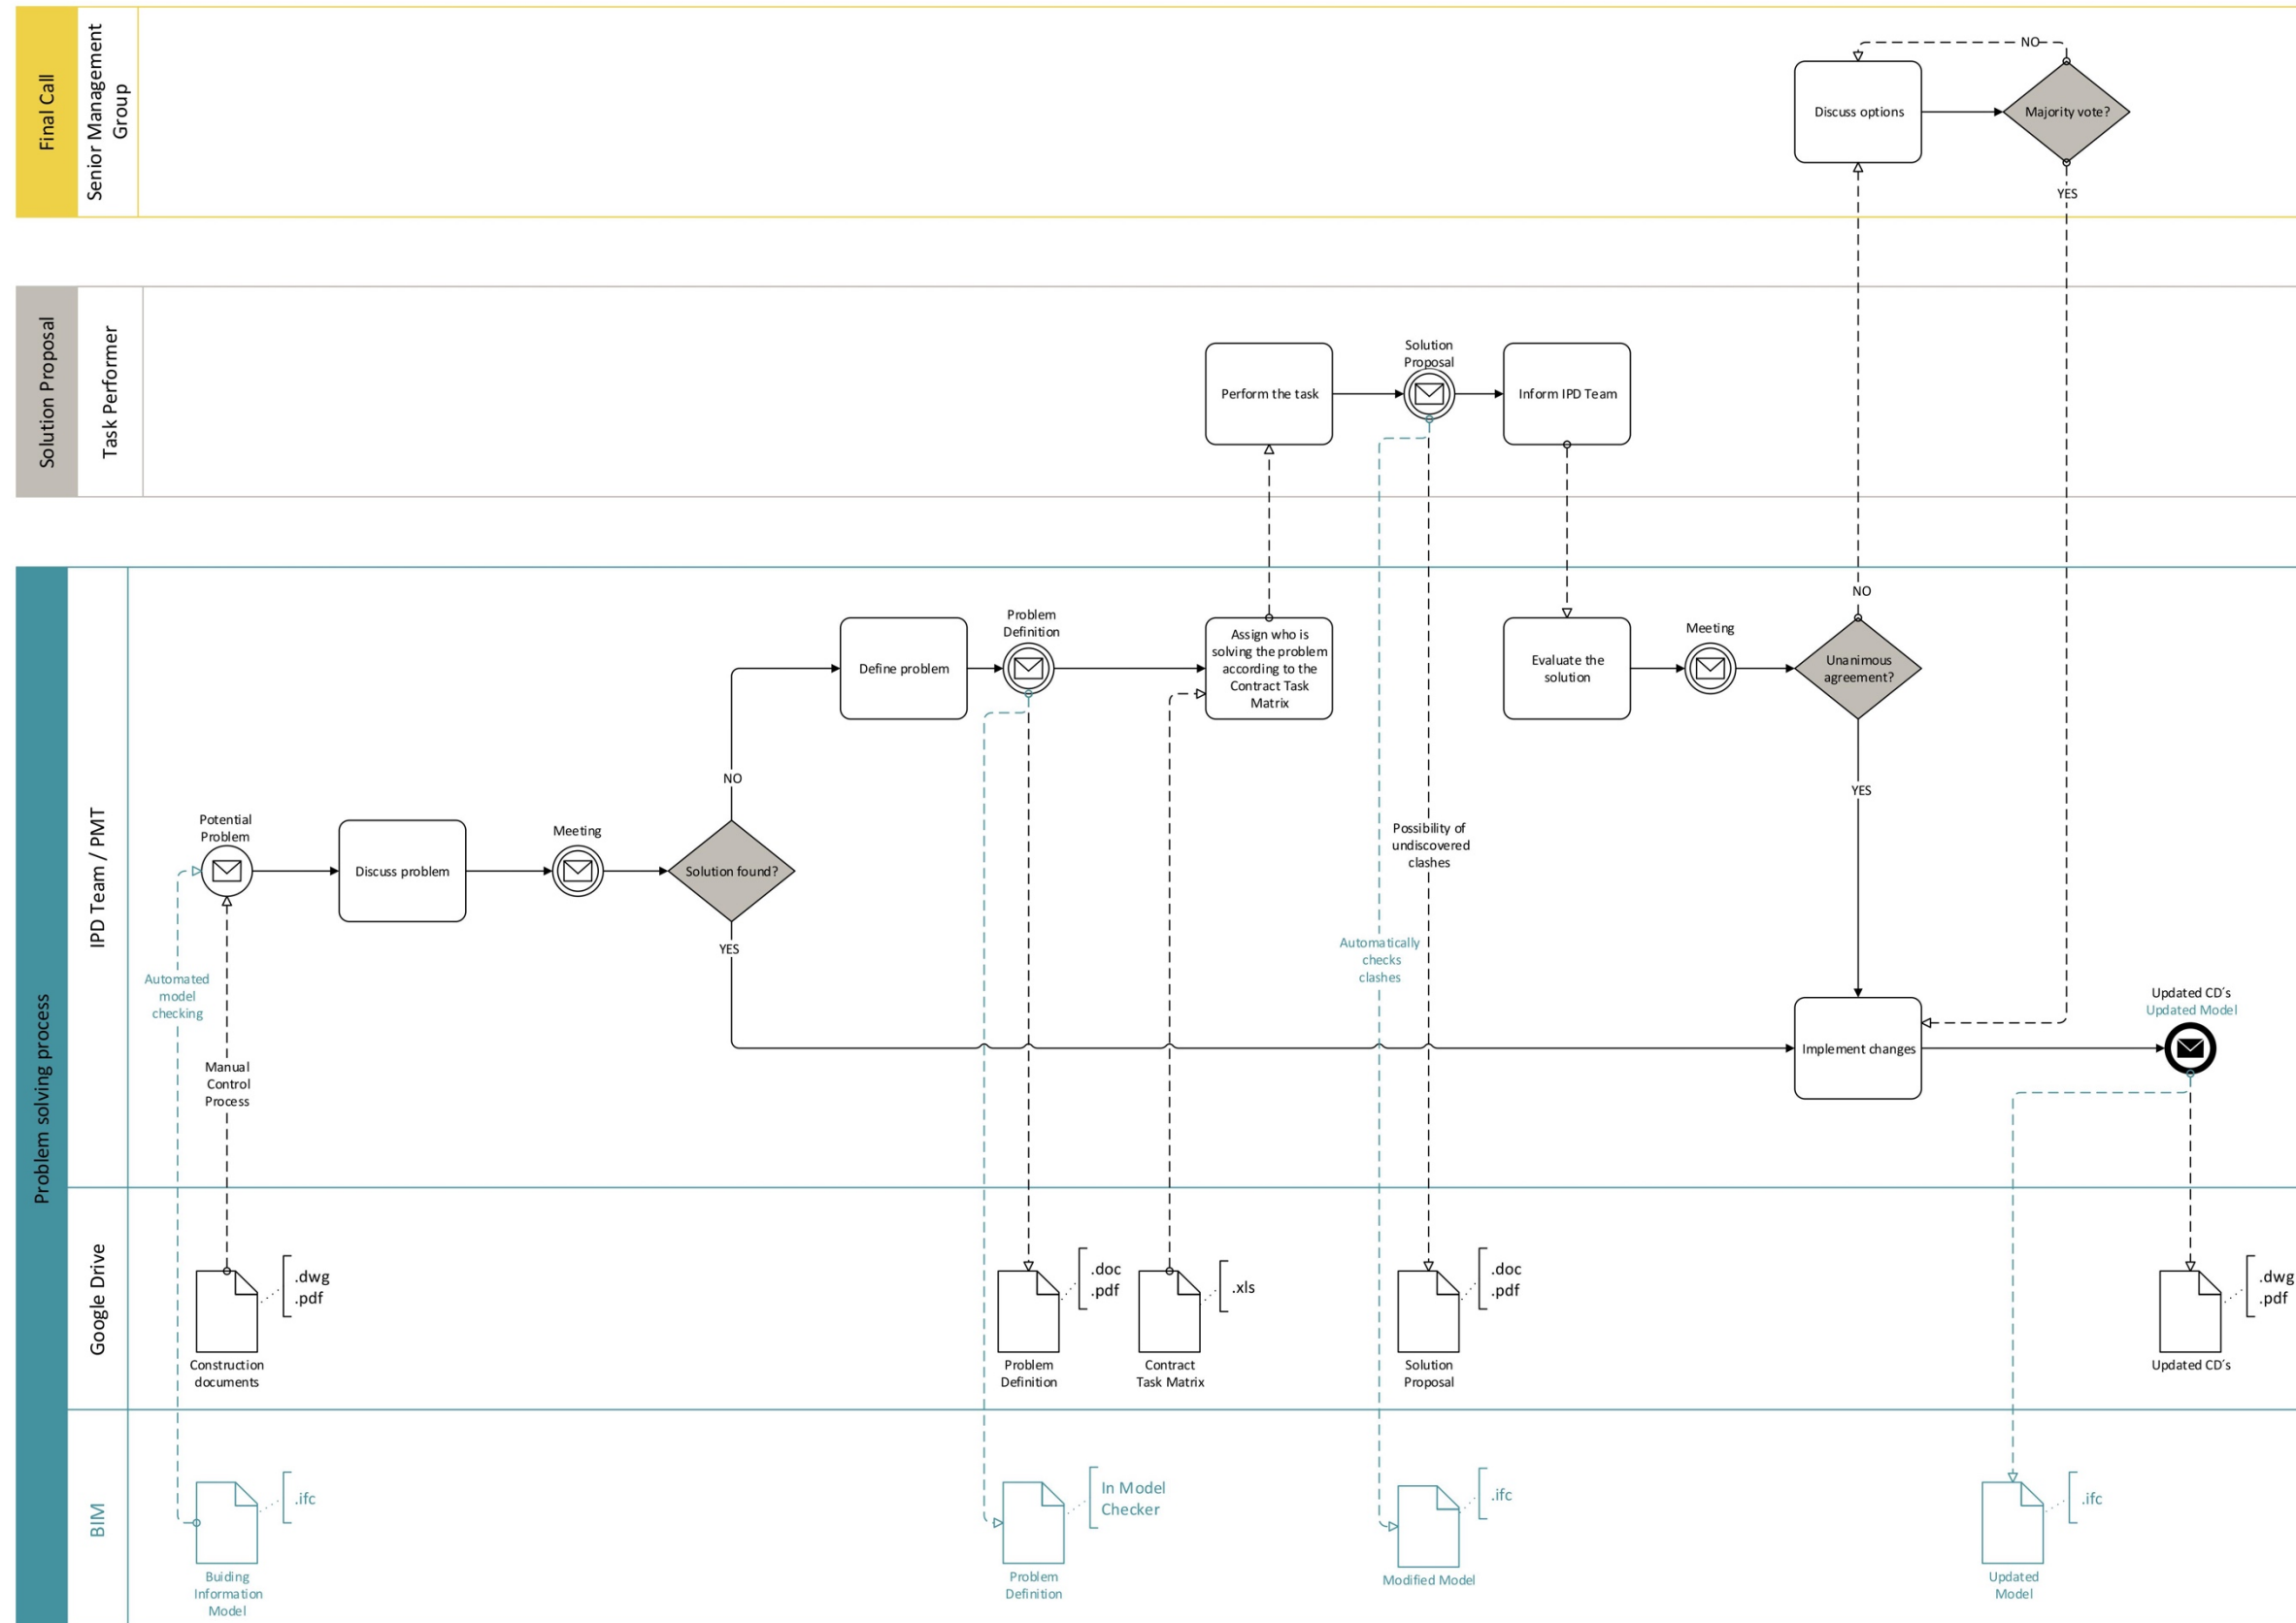 Final Call
Senior Management
Group
NO
Discuss options
Majority vote?
YES
Solution Proposal
Task Performer
Perform the task
Solution
Proposal
Inform IPD Team
Problem solving process
IPD Team / PMT
NO
Define problem
Problem
Definition
Assign who is
solving the problem
according to the
Contract Task
Matrix
Evaluate the
solution
Meeting
Unanimous
agreement?
NO
YES
Potential
Problem
Discuss problem
Meeting
Solution found?
YES
Possibility of
undiscovered
clashes
Automatically
checks
clashes
Automated
model
checking
Manual
Control
Process
Implement changes
Updated CD´s
Updated Model
Google Drive
.dwg
.pdf
Construction
documents
.doc
.pdf
Problem
Definition
.xls
Contract
Task Matrix
.doc
.pdf
Solution
Proposal
.dwg
.pdf
Updated CD´s
BIM
.ifc
Buiding
Information
Model
In Model
Checker
Problem
Definition
.ifc
Modified Model
.ifc
Updated
Model